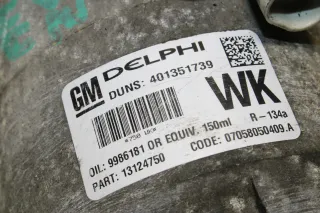 GM DELPHI
DUNS: 401351739
WK
R-134a
OIL: 9986181 OR EQUIV. 150ml
PART: 13124750
CODE: 07058050409.A